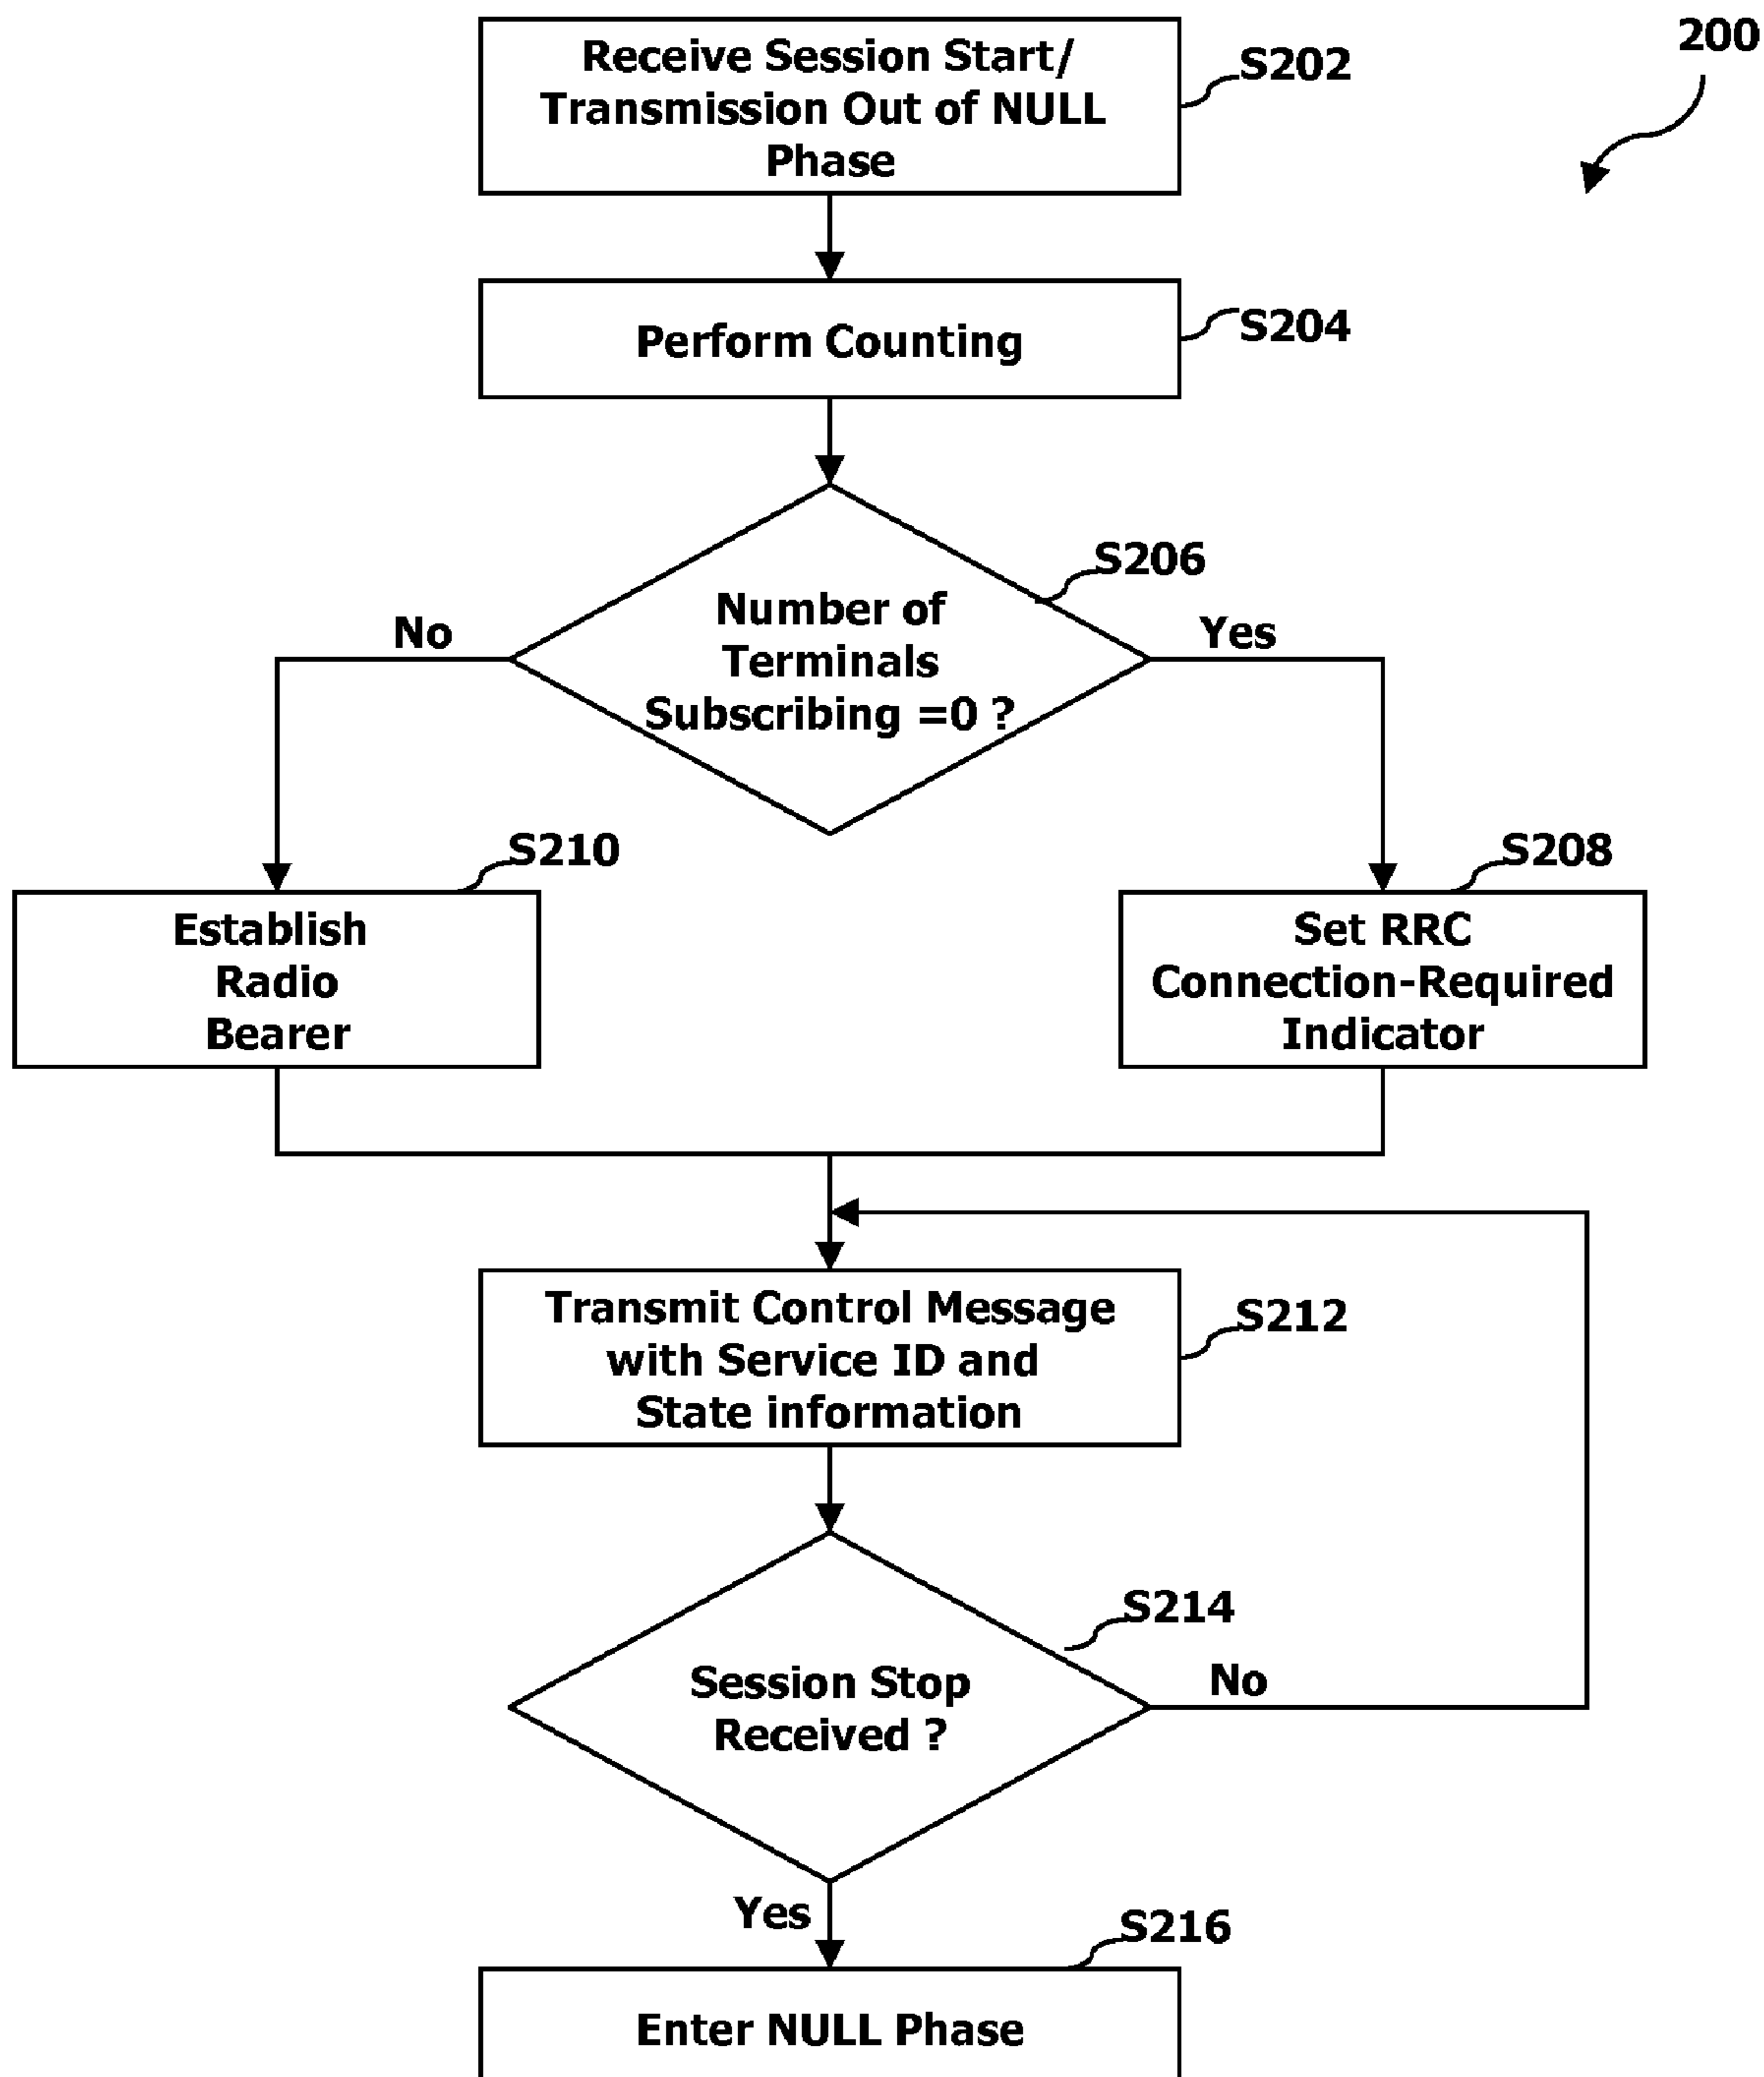 200
Receive Session Start/
Transmission Out of NULL
Phase
S202
Perform Counting
S204
S206
Number of
Terminals
Subscribing =0 ?
No
Yes
S210
Establish
Radio
Bearer
S208
Set RRC
Connection-Required
Indicator
Transmit Control Message
with Service ID and
State information
S212
S214
Session Stop
Received ?
No
Yes
S216
Enter NULL Phase